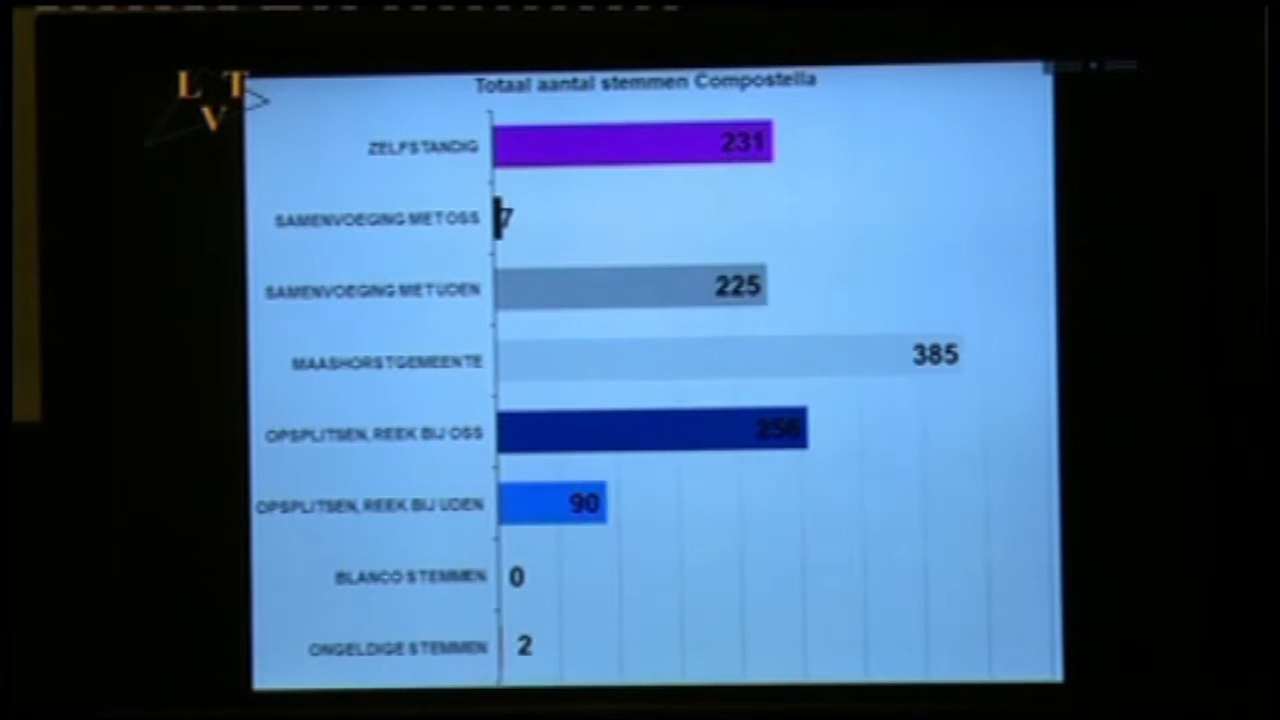 L T
V
Totaal aantal stemmen Compostella
ZELFSTANDIG 231
SAMENVOEGING MET OSS 7
SAMENVOEGING MET UDEN 225
MAASHORSTGEMEENTE 385
OPSPLITSEN, REEK BIJ OSS 256
OPSPLITSEN, REEK BIJ UDEN 90
BLANCO STEMMEN 0
ONGELDIGE STEMMEN 2